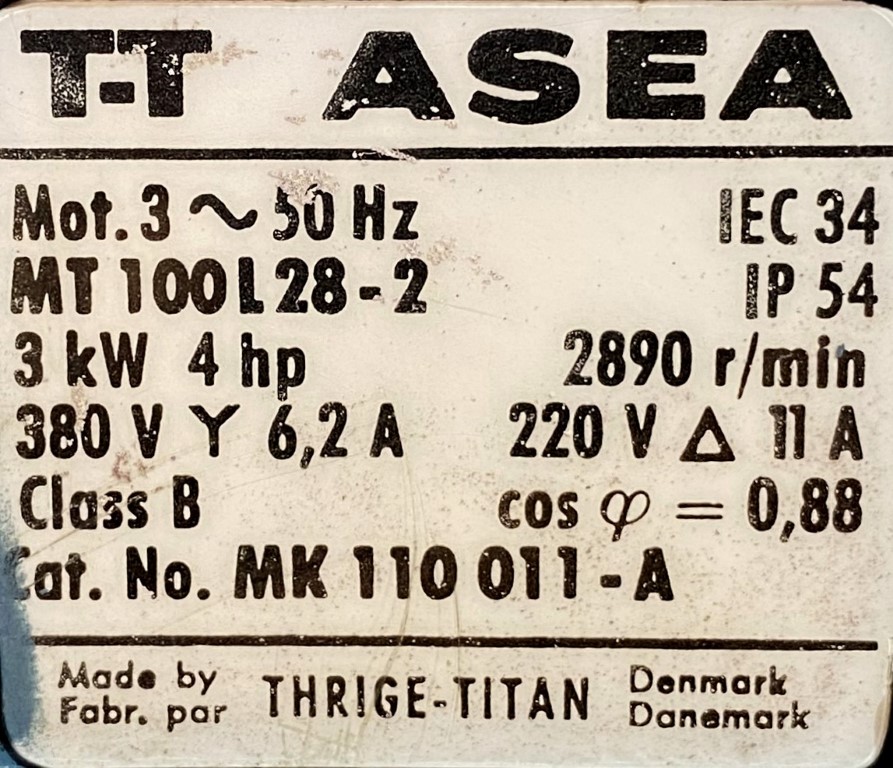 T-T ASEA
Mot. 3 ~ 50 Hz IEC 34
MT 100L28-2 IP 54
3 kW 4 hp 2890 r/min
380 V Y 6,2 A 220 V Δ 11 A
Class B cos φ = 0,88
Cat. No. MK 110 011-A
Made by THRIGE-TITAN Denmark
Fabr. par Danemark